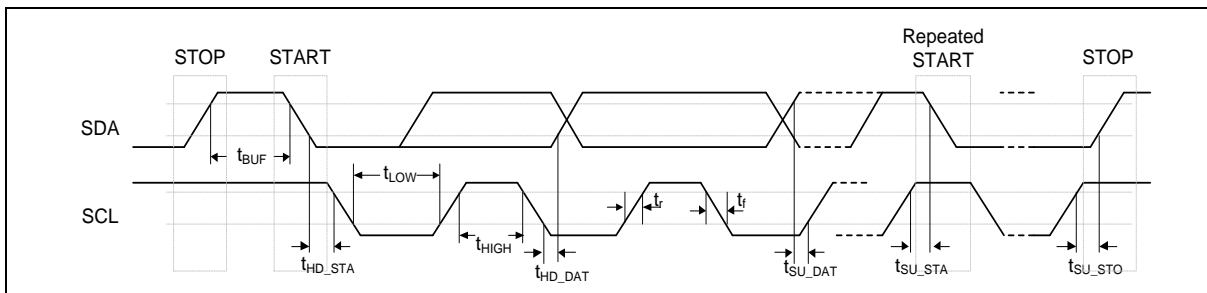 STOP
START
Repeated
START
STOP
SDA
tBUF
tLOW
SCL
tr
tf
tHIGH
tHD_STA
tHD_DAT
tSU_DAT
tSU_STA
tSU_STO